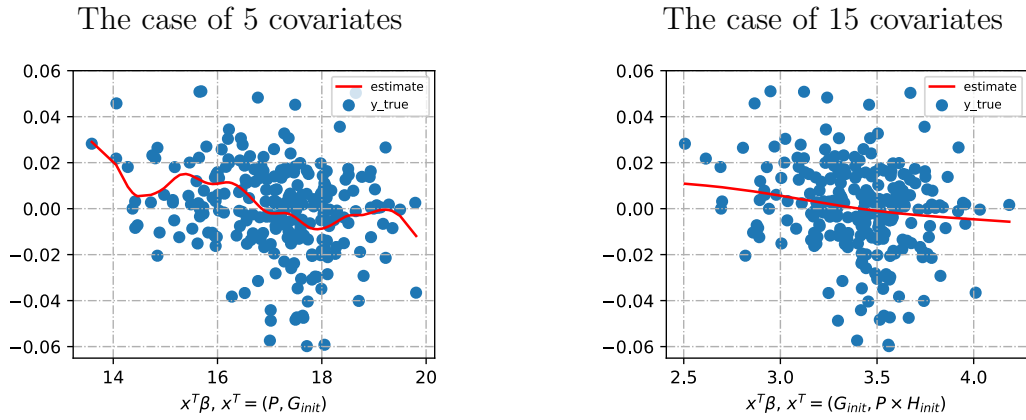 The case of 5 covariates
0.06
0.04
0.02
0.00
−0.02
−0.04
−0.06
estimate
y_true
14
16
18
20
x^T β, x^T = (P, G_init)
The case of 15 covariates
0.06
0.04
0.02
0.00
−0.02
−0.04
−0.06
estimate
y_true
2.5
3.0
3.5
4.0
x^T β, x^T = (G_init, P × H_init)